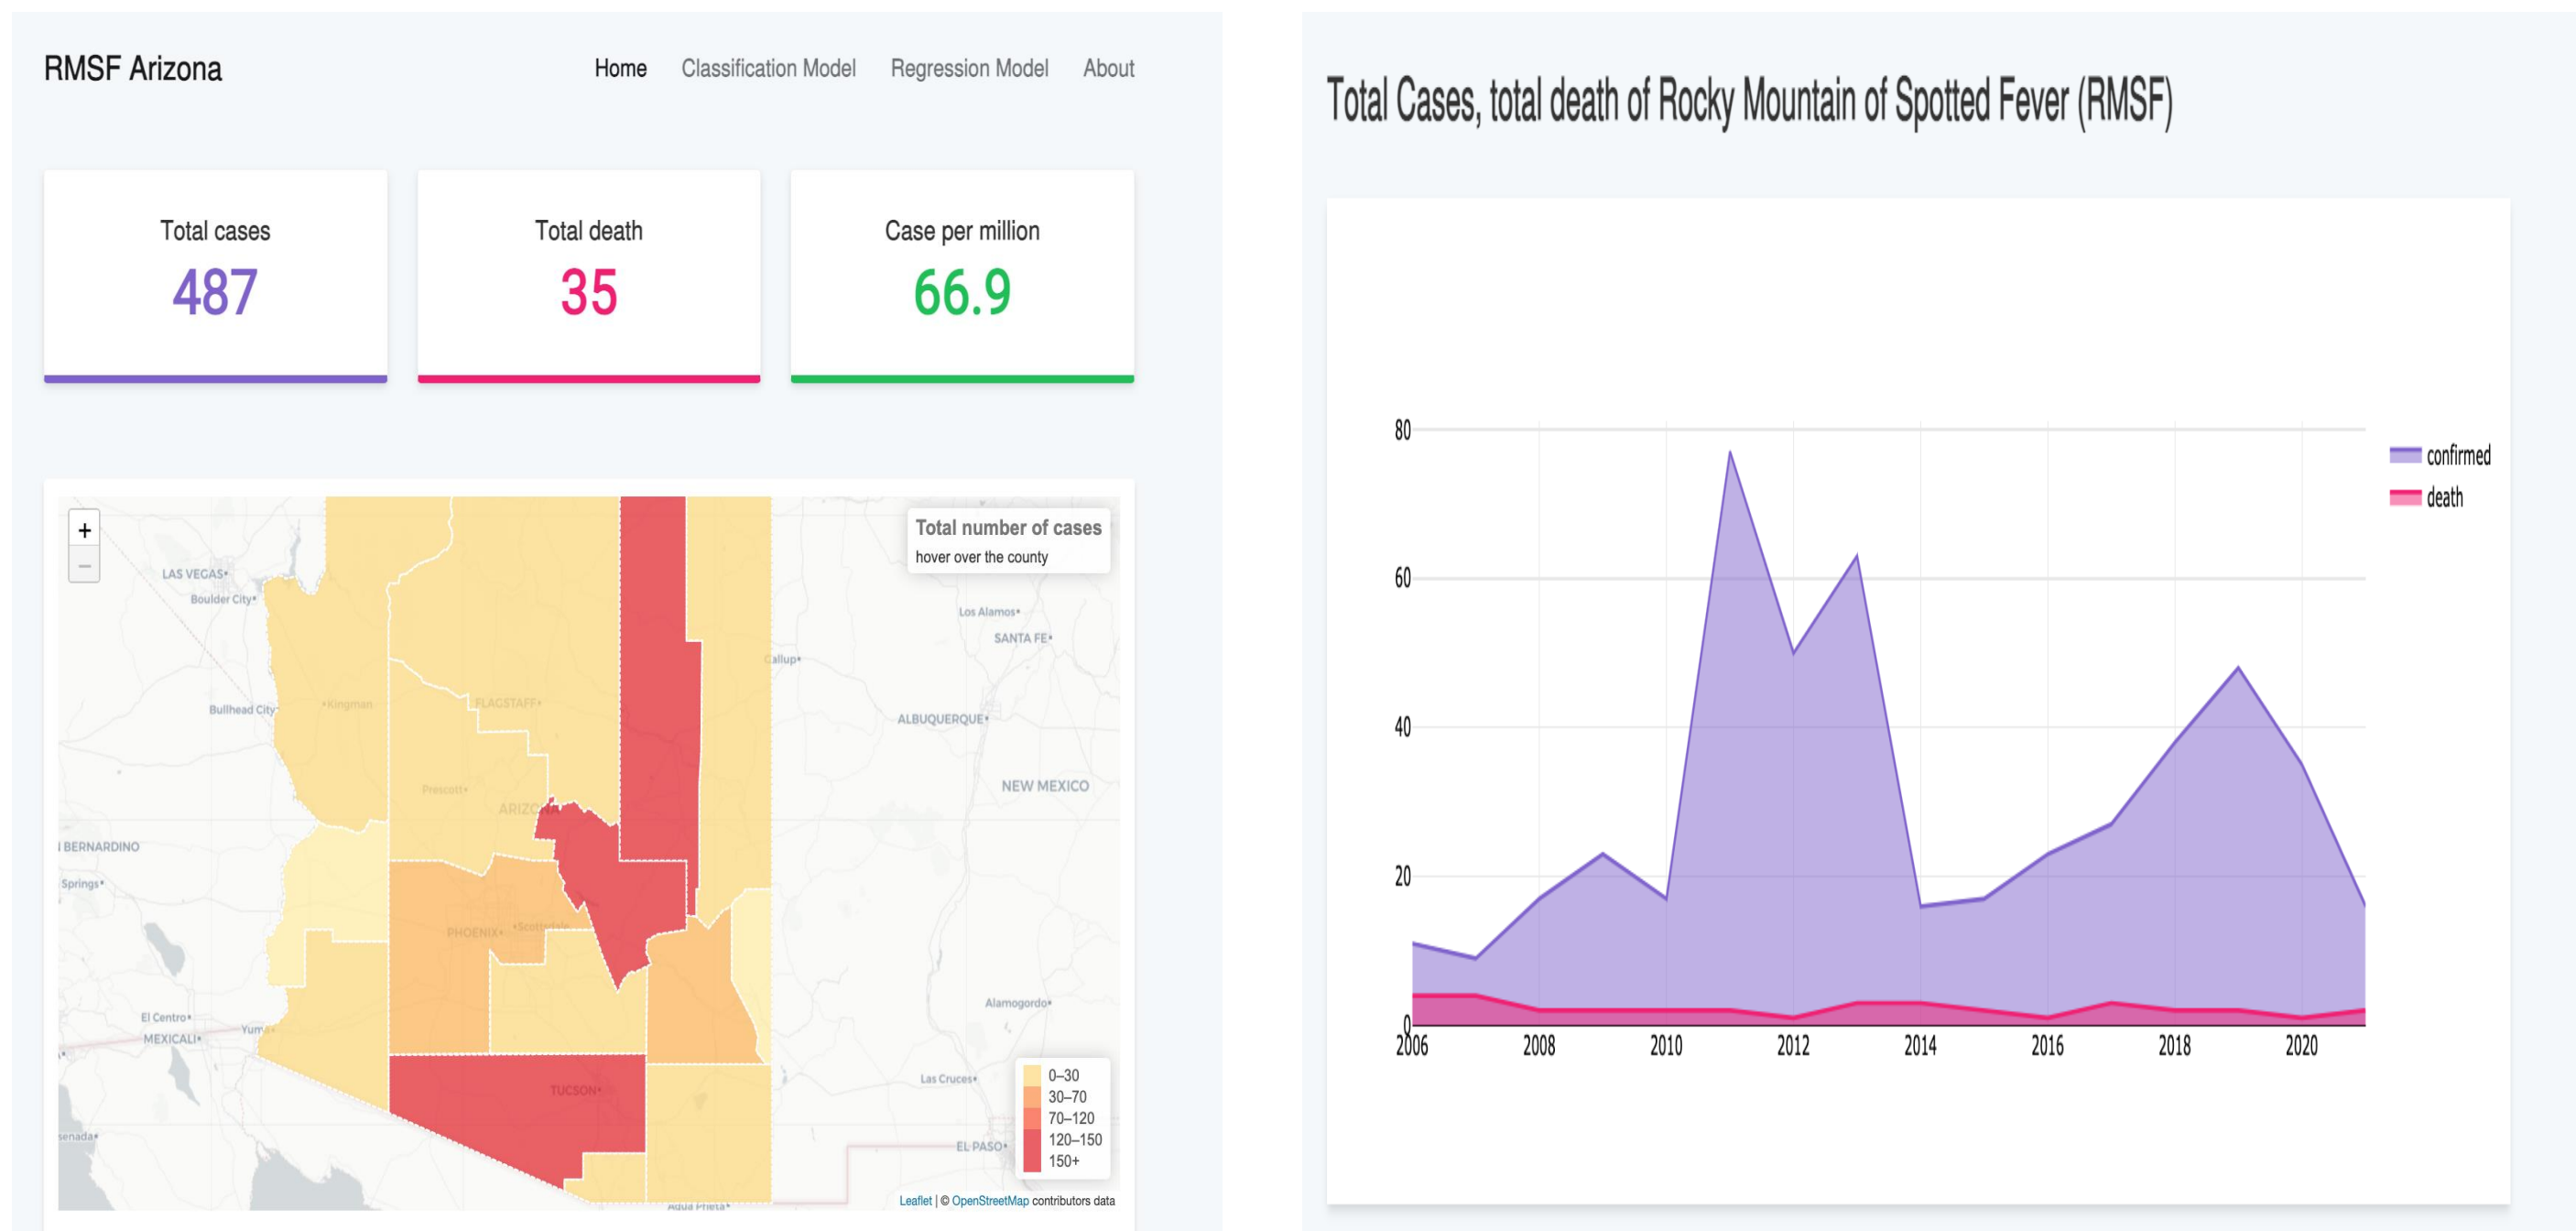 RMSF Arizona
Home Classification Model Regression Model About
Total cases
487
Total death
35
Case per million
66.9
+
−
Total number of cases
hover over the county
LAS VEGAS
Boulder City
Los Alamos
SANTA FE
Gallup
Kingman
FLAGSTAFF
Bullhead City
ALBUQUERQUE
Prescott
NEW MEXICO
ARIZONA
BERNARDINO
Springs
PHOENIX
Scottsdale
Alamogordo
El Centro
Yuma
MEXICALI
Las Cruces
TUCSON
senada
EL PASO
Agua Prieta
0–30
30–70
70–120
120–150
150+
Leaflet | © OpenStreetMap contributors data
Total Cases, total death of Rocky Mountain of Spotted Fever (RMSF)
80
60
40
20
0
2006 2008 2010 2012 2014 2016 2018 2020
confirmed
death